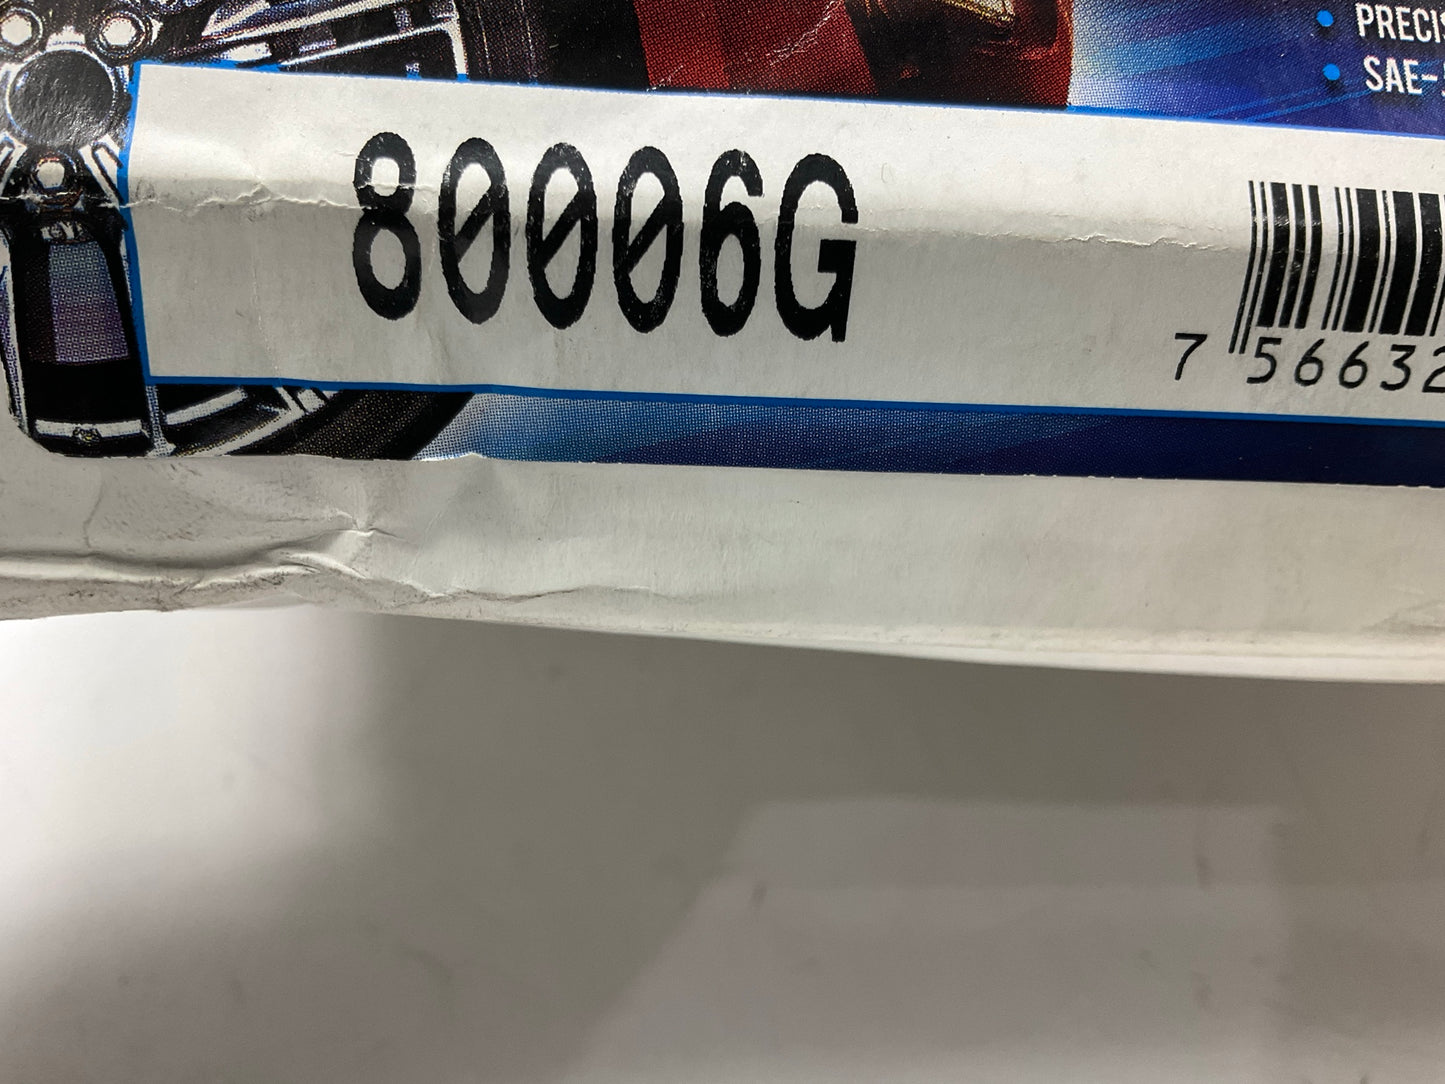 PRECIS
SAE-
80006G
7 56632